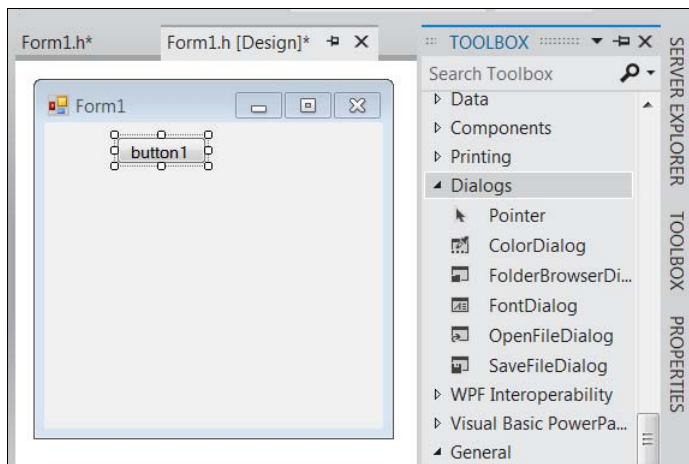 Form1.h*
Form1.h [Design]*
Form1
button1
TOOLBOX
Search Toolbox
Data
Components
Printing
Dialogs
Pointer
ColorDialog
FolderBrowserDi...
FontDialog
OpenFileDialog
SaveFileDialog
WPF Interoperability
Visual Basic PowerPa...
General
SERVER EXPLORER
TOOLBOX
PROPERTIES